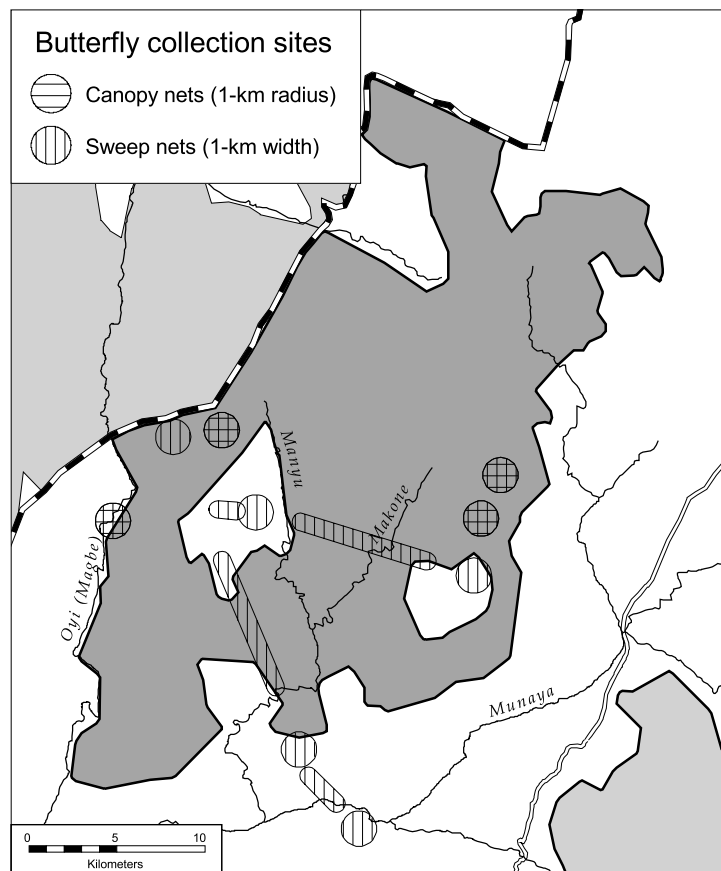 Butterfly collection sites
Canopy nets (1-km radius)
Sweep nets (1-km width)
Manyu
Makone
Oyi (Magbe)
Munaya
0 5 10
Kilometers